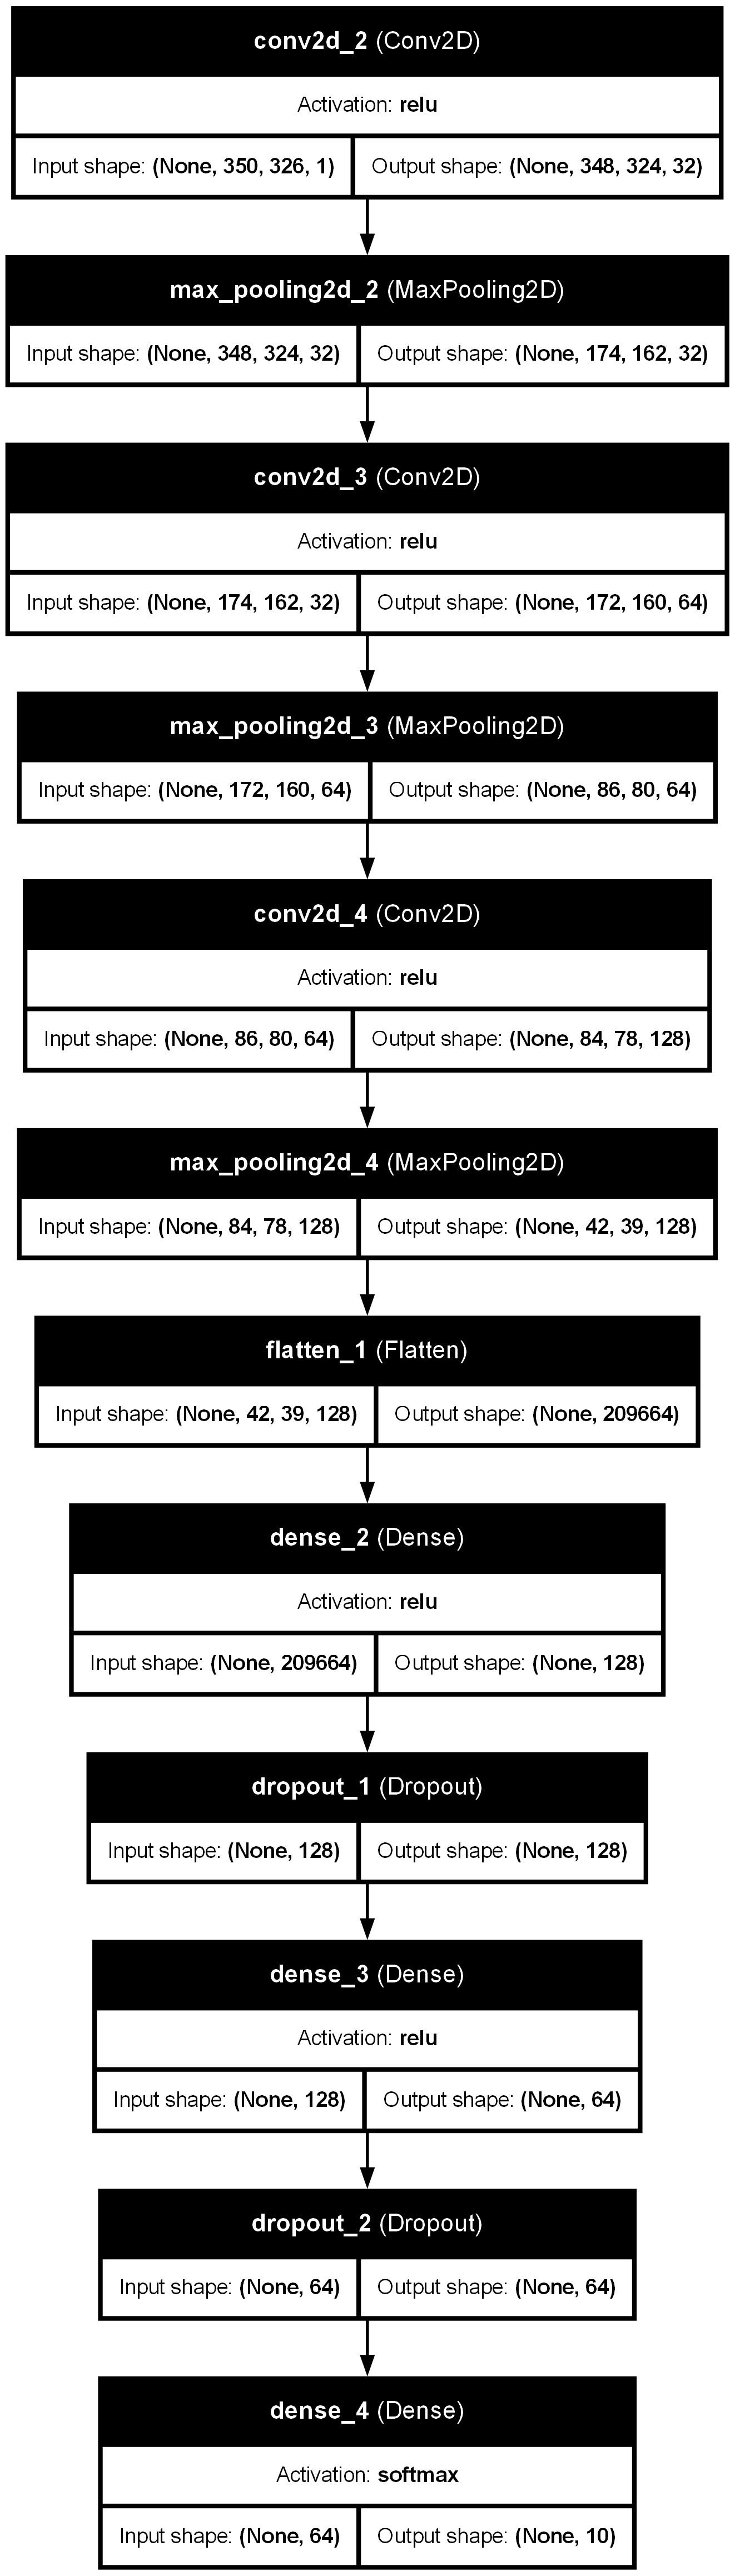 conv2d_2 (Conv2D)
Activation: relu
Input shape: (None, 350, 326, 1) Output shape: (None, 348, 324, 32)
max_pooling2d_2 (MaxPooling2D)
Input shape: (None, 348, 324, 32) Output shape: (None, 174, 162, 32)
conv2d_3 (Conv2D)
Activation: relu
Input shape: (None, 174, 162, 32) Output shape: (None, 172, 160, 64)
max_pooling2d_3 (MaxPooling2D)
Input shape: (None, 172, 160, 64) Output shape: (None, 86, 80, 64)
conv2d_4 (Conv2D)
Activation: relu
Input shape: (None, 86, 80, 64) Output shape: (None, 84, 78, 128)
max_pooling2d_4 (MaxPooling2D)
Input shape: (None, 84, 78, 128) Output shape: (None, 42, 39, 128)
flatten_1 (Flatten)
Input shape: (None, 42, 39, 128) Output shape: (None, 209664)
dense_2 (Dense)
Activation: relu
Input shape: (None, 209664) Output shape: (None, 128)
dropout_1 (Dropout)
Input shape: (None, 128) Output shape: (None, 128)
dense_3 (Dense)
Activation: relu
Input shape: (None, 128) Output shape: (None, 64)
dropout_2 (Dropout)
Input shape: (None, 64) Output shape: (None, 64)
dense_4 (Dense)
Activation: softmax
Input shape: (None, 64) Output shape: (None, 10)